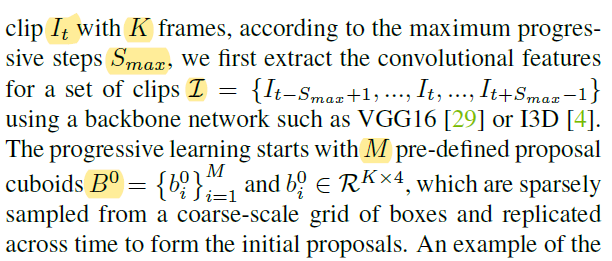 clip I_t with K frames, according to the maximum progres-
sive steps S_{max}, we first extract the convolutional features
for a set of clips \mathcal{I} = {I_{t−S_{max}+1}, ..., I_t, ..., I_{t+S_{max}−1}}
using a backbone network such as VGG16 [29] or I3D [4].
The progressive learning starts with M pre-defined proposal
cuboids B^0 = {b_i^0}_{i=1}^M and b_i^0 ∈ \mathcal{R}^{K×4}, which are sparsely
sampled from a coarse-scale grid of boxes and replicated
across time to form the initial proposals. An example of the